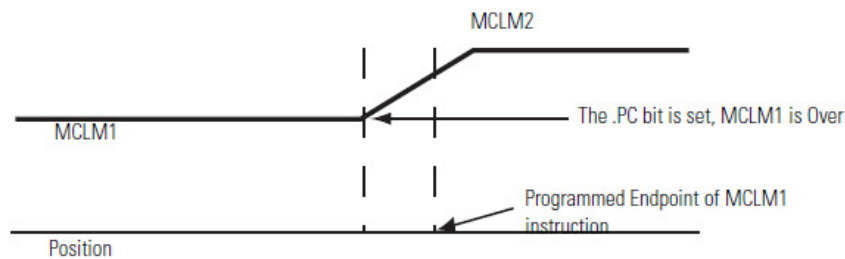 MCLM2
The .PC bit is set, MCLM1 is Over
MCLM1
Programmed Endpoint of MCLM1
instruction
Position